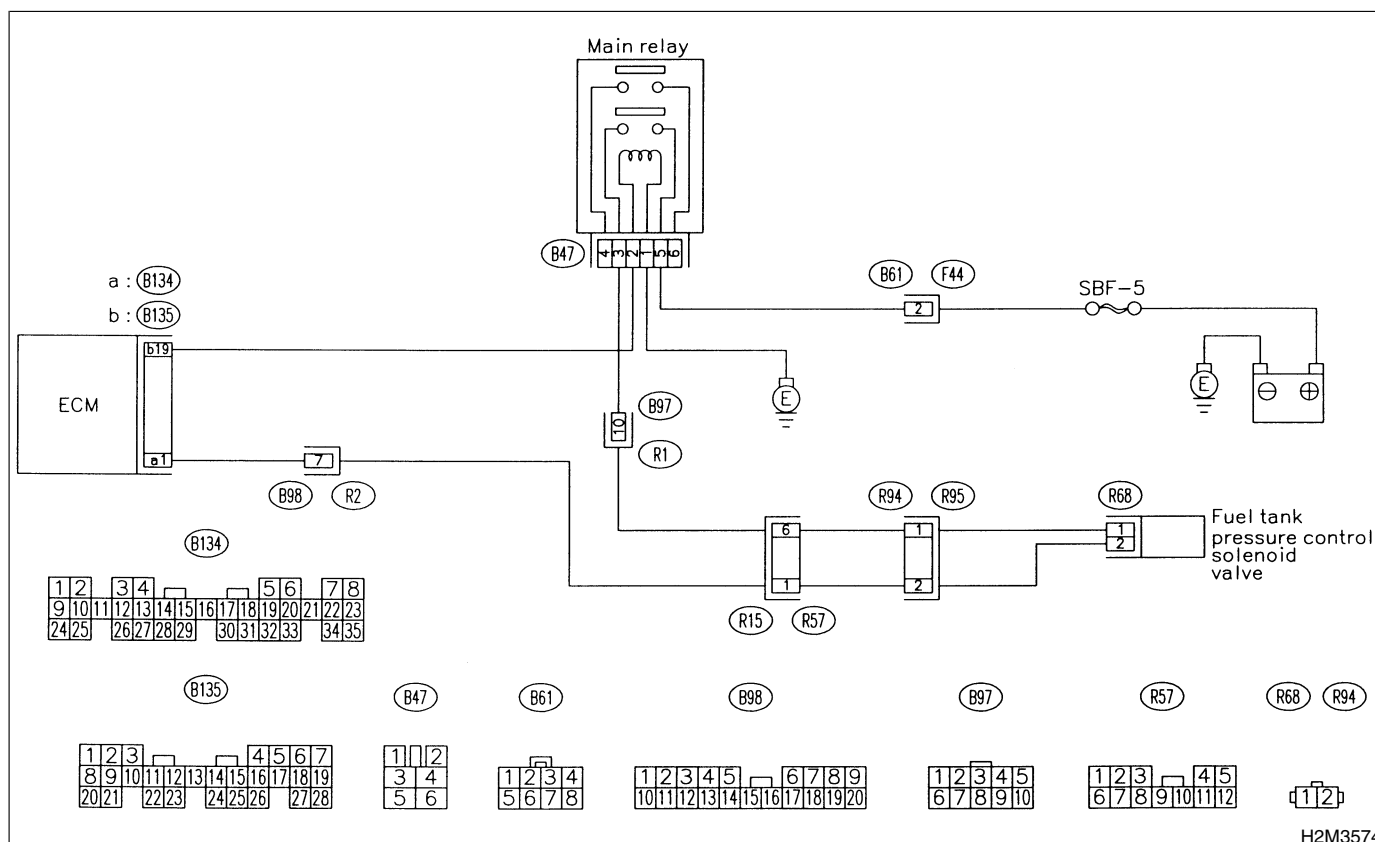 Main relay
B47
4 3 2 1 5 6
B61 F44
2
SBF-5
a : B134
b : B135
b19
ECM
a1
E
E
⊖ ⊕
B97
10
R1
7
B98 R2
R94 R95 R68
6 1 1
2
1 2
Fuel tank
pressure control
solenoid
valve
R15 R57
B134
1 2 3 4 5 6 7 8
9 10 11 12 13 14 15 16 17 18 19 20 21 22 23
24 25 26 27 28 29 30 31 32 33 34 35
B135
1 2 3 4 5 6 7
8 9 10 11 12 13 14 15 16 17 18 19
20 21 22 23 24 25 26 27 28
B47
1 2
3 4
5 6
B61
1 2 3 4
5 6 7 8
B98
1 2 3 4 5 6 7 8 9
10 11 12 13 14 15 16 17 18 19 20
B97
1 2 3 4 5
6 7 8 9 10
R57
1 2 3 4 5
6 7 8 9 10 11 12
R68 R94
1 2
H2M3574